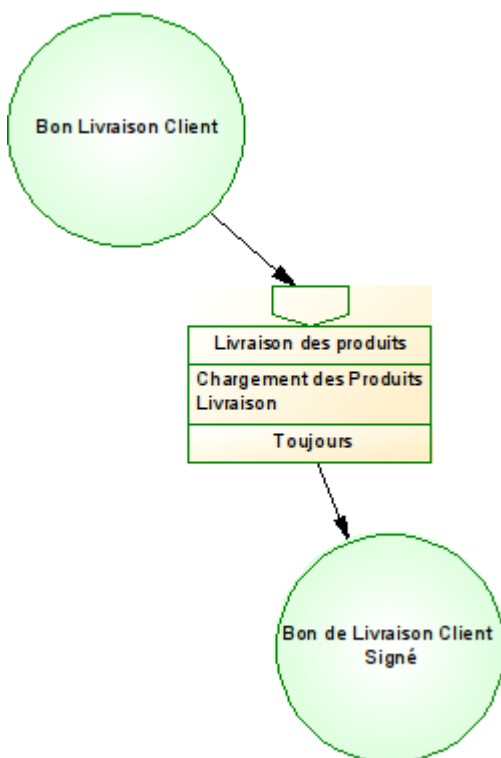 Bon Livraison Client
Livraison des produits
Chargement des Produits
Livraison
Toujours
Bon de Livraison Client
Signé